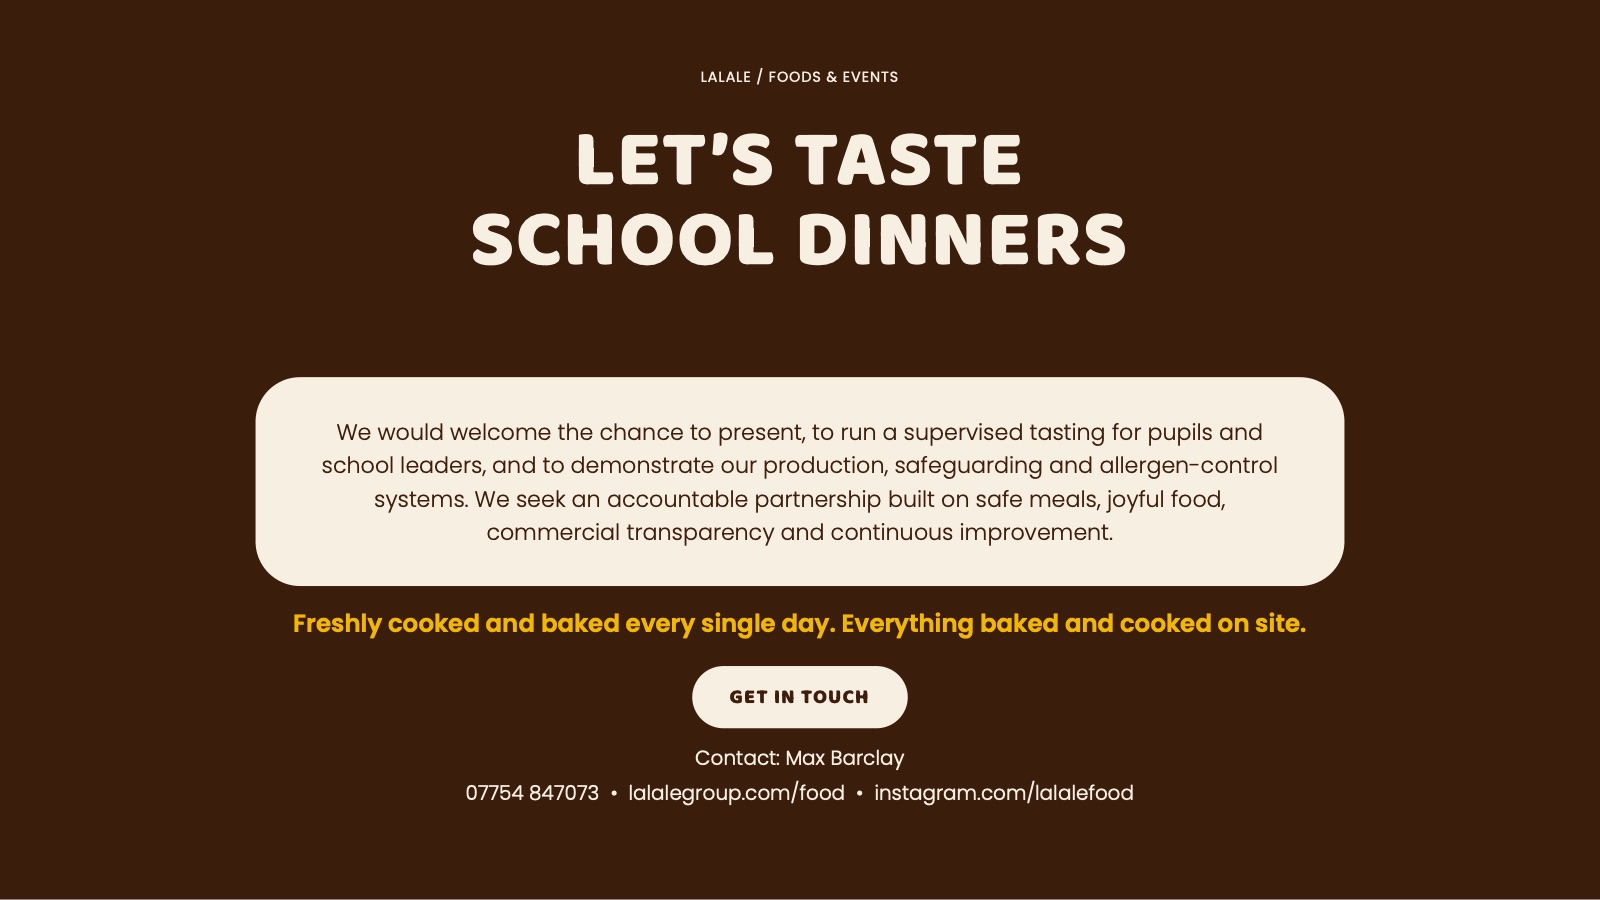 LALALE / FOODS & EVENTS
LET’S TASTE
SCHOOL DINNERS
We would welcome the chance to present, to run a supervised tasting for pupils and
school leaders, and to demonstrate our production, safeguarding and allergen-control
systems. We seek an accountable partnership built on safe meals, joyful food,
commercial transparency and continuous improvement.
Freshly cooked and baked every single day. Everything baked and cooked on site.
GET IN TOUCH
Contact: Max Barclay
07754 847073 • lalalegroup.com/food • instagram.com/lalalefood